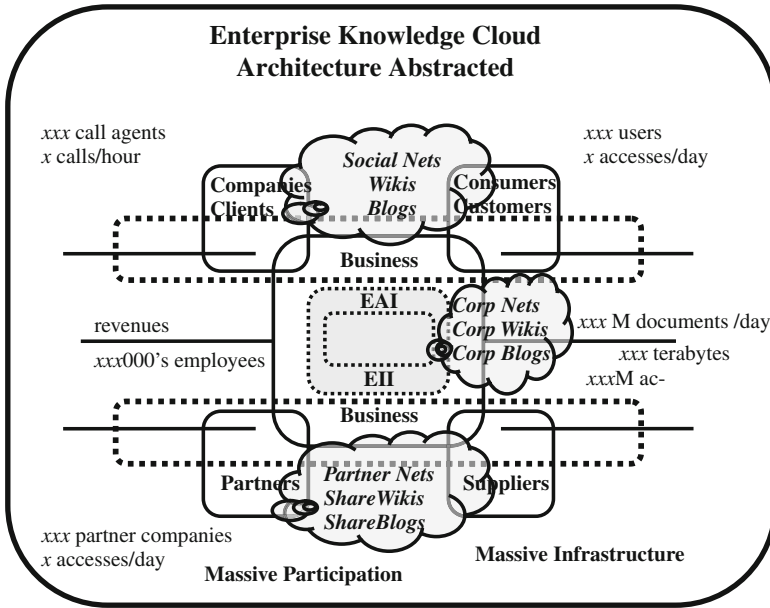 Enterprise Knowledge Cloud
Architecture Abstracted
xxx call agents
x calls/hour
xxx users
x accesses/day
Social Nets
Wikis
Blogs
Companies
Clients
Consumers
Customers
Business
EAI
Corp Nets
Corp Wikis
Corp Blogs
revenues
xxx000's employees
xxx M documents /day
xxx terabytes
xxxM ac-
EII
Business
Partners
Partner Nets
ShareWikis
ShareBlogs
Suppliers
xxx partner companies
x accesses/day
Massive Participation
Massive Infrastructure